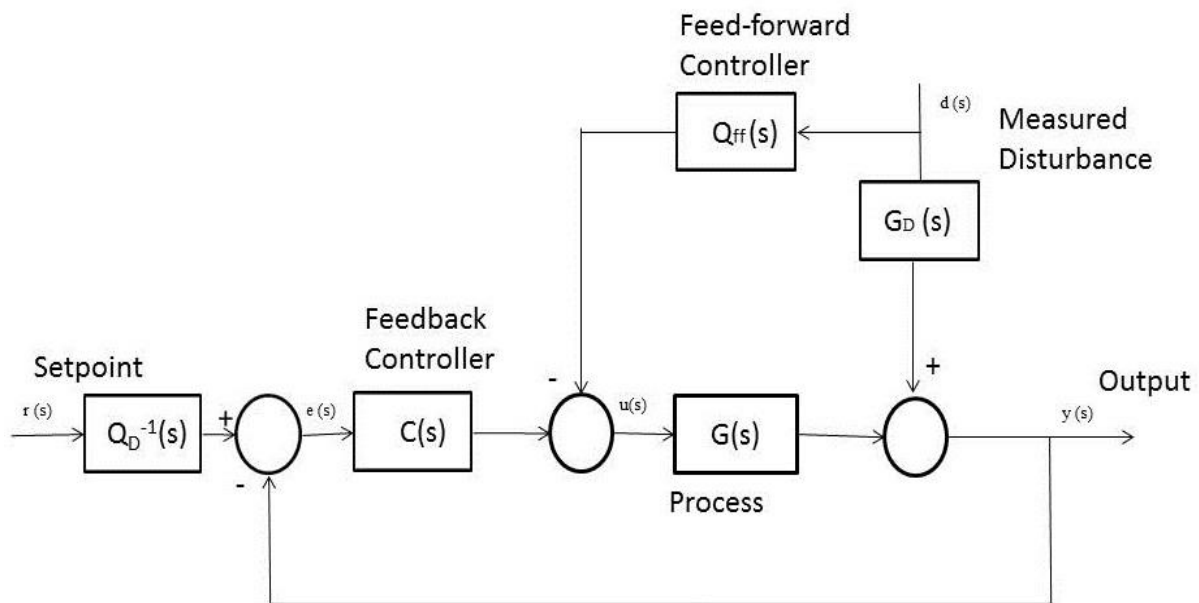 Feed-forward
Controller
Qff(s)
d(s)
Measured
Disturbance
GD (s)
Feedback
Controller
Setpoint
r(s)
QD-1(s)
+
-
e(s)
C(s)
-
u(s)
G(s)
Process
+
Output
y(s)